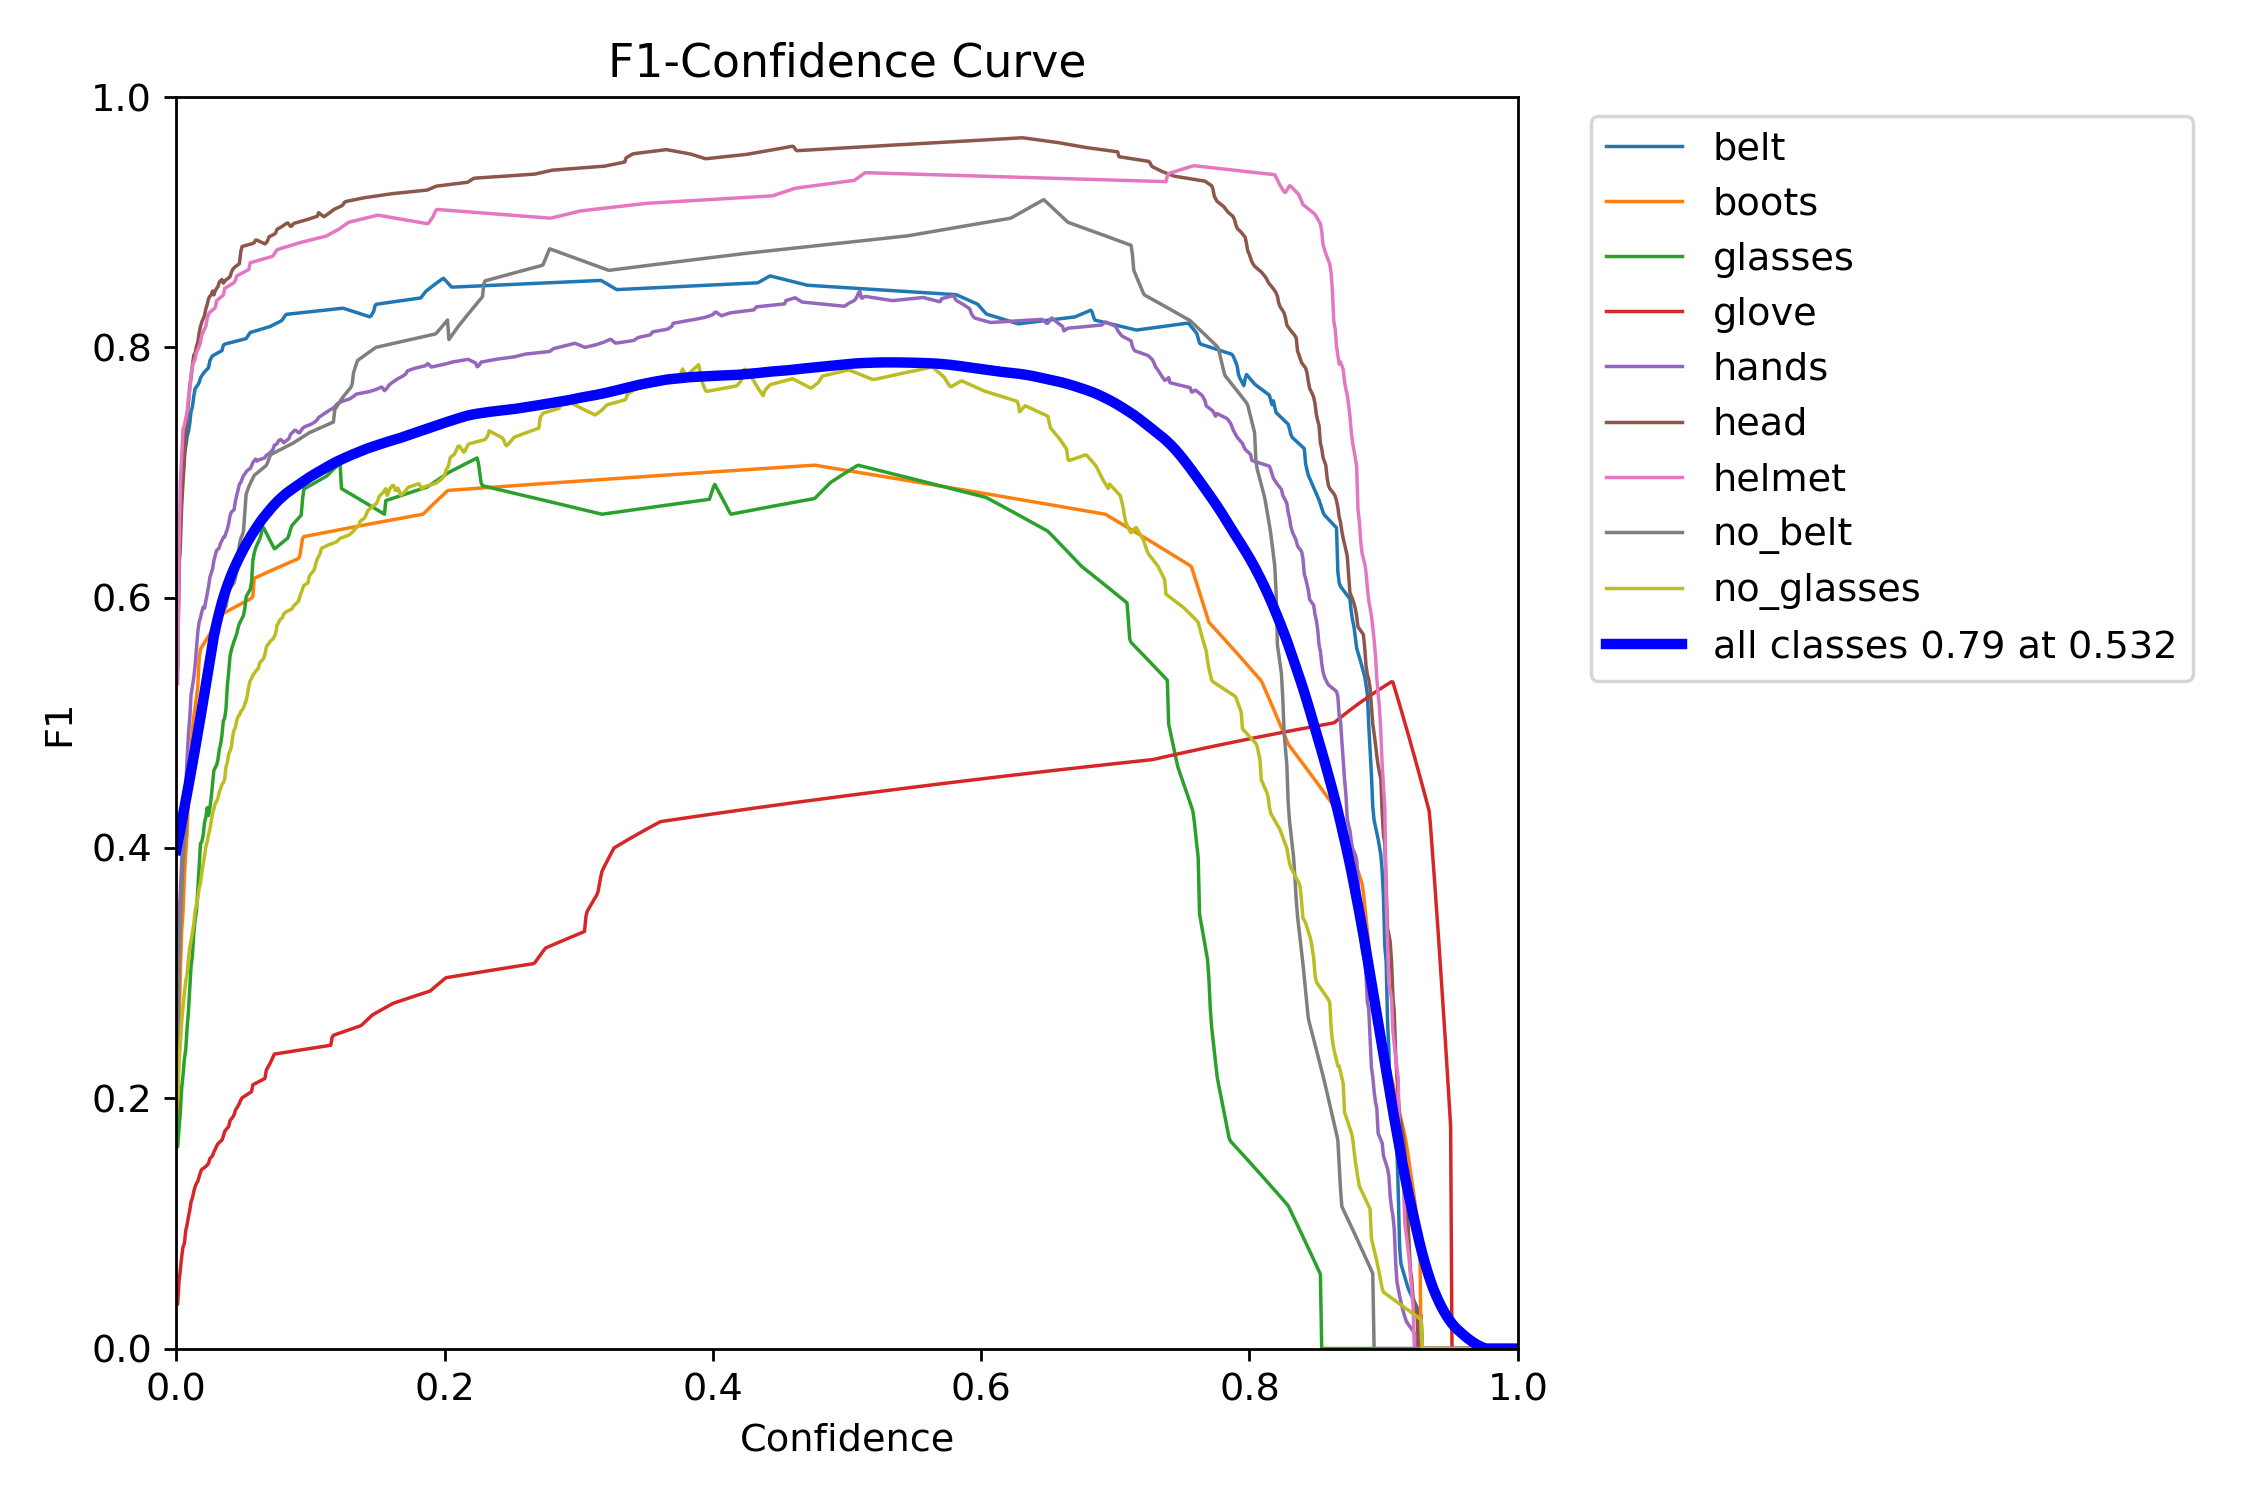 F1-Confidence Curve
1.0
0.8
0.6
0.4
0.2
0.0
F1
0.0 0.2 0.4 0.6 0.8 1.0
Confidence
belt
boots
glasses
glove
hands
head
helmet
no_belt
no_glasses
all classes 0.79 at 0.532